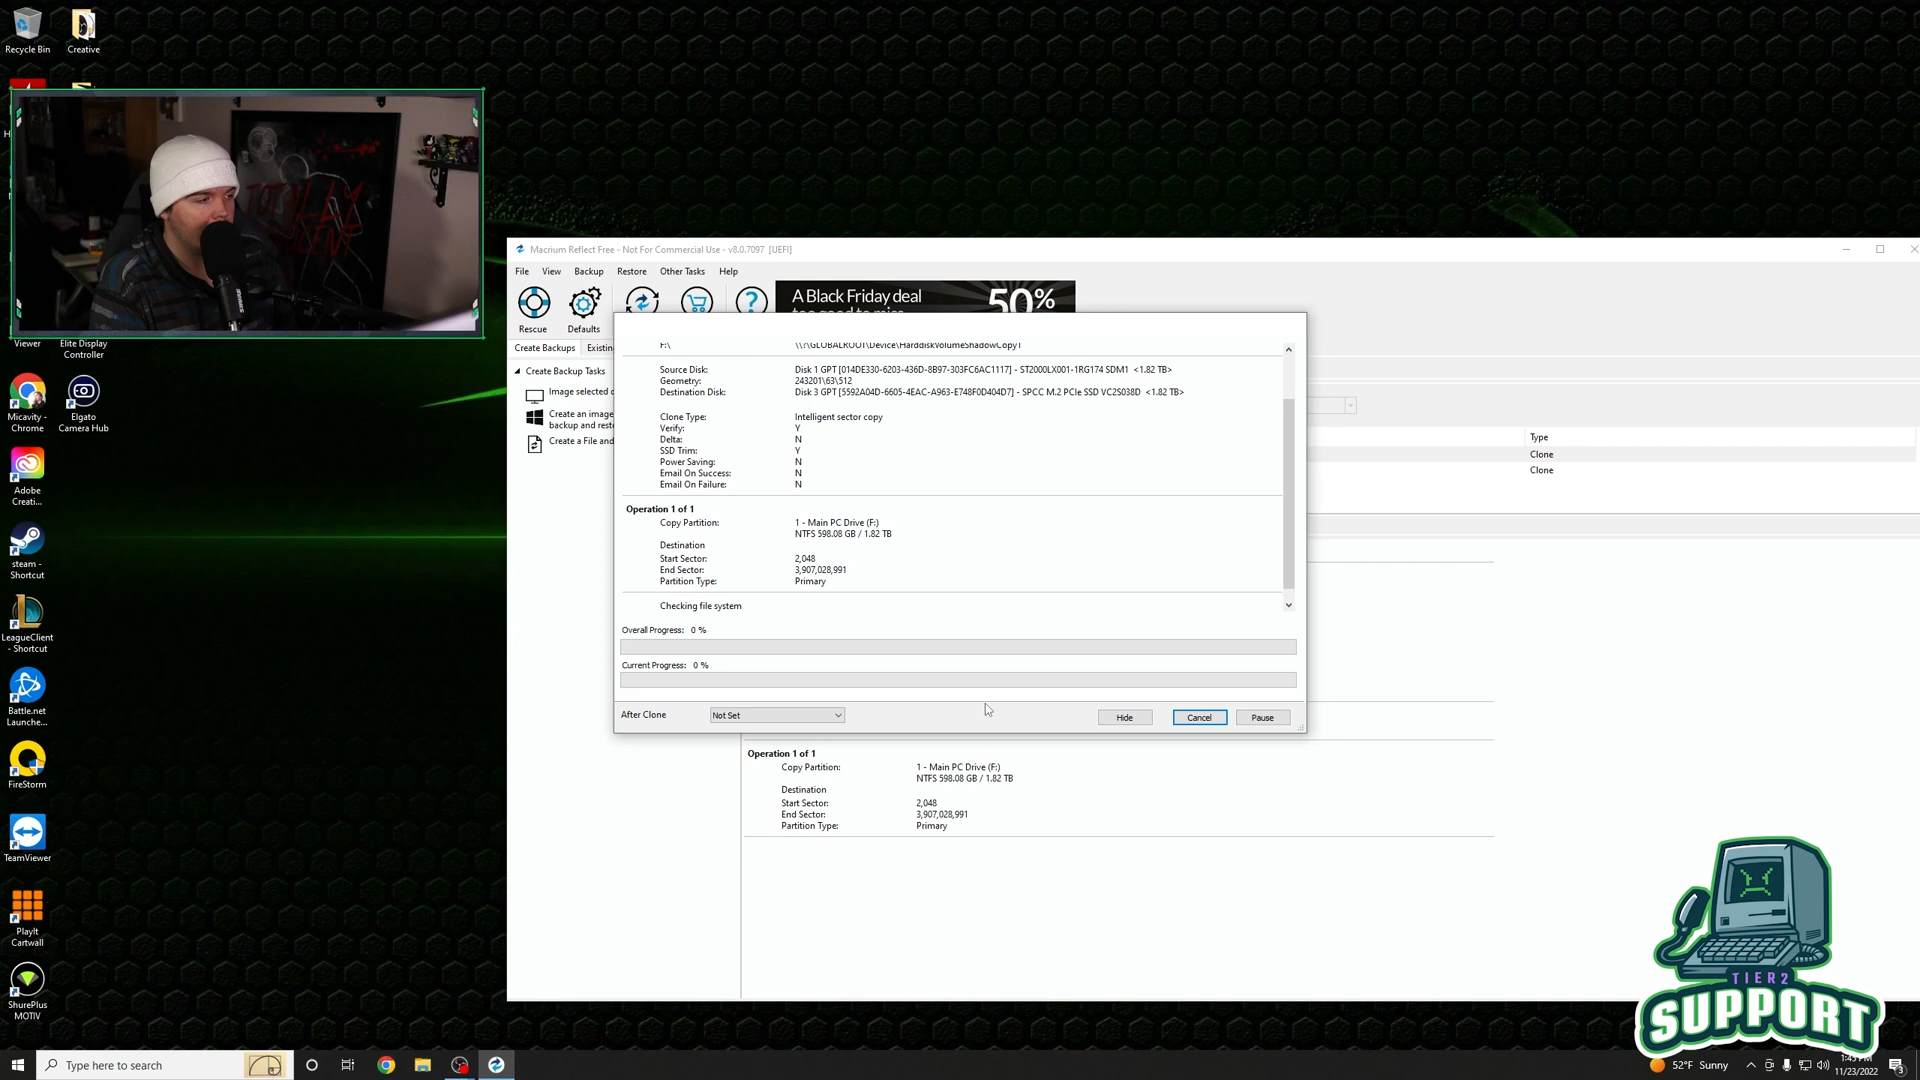 Recycle Bin
Creative
TOTALLY
Viewer
Elite Display
Controller
Micavity -
Chrome
Elgato
Camera Hub
Adobe
Creati...
steam -
Shortcut
LeagueClient
- Shortcut
Battle.net
Launche...
FireStorm
TeamViewer
PlayIt
Cartwall
ShurePlus
MOTIV
Macrium Reflect Free - Not For Commercial Use - v8.0.7097 [UEFI]
File View Backup Restore Other Tasks Help
A Black Friday deal
50%
Rescue
Defaults
Create Backups
Create Backup Tasks
Image selected
Create an image
backup and
Create a File and
F:\ \\?\GLOBALROOT\Device\HarddiskVolumeShadowCopy1
Source Disk: Disk 1 GPT [014DE330-6203-436D-8B97-303FC6AC1117] - ST2000LX001-1RG174 SDM1 <1.82 TB>
Geometry: 243201\63\512
Destination Disk: Disk 3 GPT [5592A04D-6605-4EAC-A963-E748F0D404D7] - SPCC M.2 PCIe SSD VC2S038D <1.82 TB>
Clone Type: Intelligent sector copy
Verify: Y
Delta: N
SSD Trim: Y
Power Saving: N
Email On Success: N
Email On Failure: N
Operation 1 of 1
Copy Partition: 1 - Main PC Drive (F:)
NTFS 598.08 GB / 1.82 TB
Destination
Start Sector: 2,048
End Sector: 3,907,028,991
Partition Type: Primary
Checking file system
Overall Progress: 0 %
Current Progress: 0 %
After Clone Not Set Hide Cancel Pause
Type
Clone
Clone
Operation 1 of 1
Copy Partition: 1 - Main PC Drive (F:)
NTFS 598.08 GB / 1.82 TB
Destination
Start Sector: 2,048
End Sector: 3,907,028,991
Partition Type: Primary
TIER2
SUPPORT
Type here to search
52°F Sunny
1:45 PM
11/23/2022
3